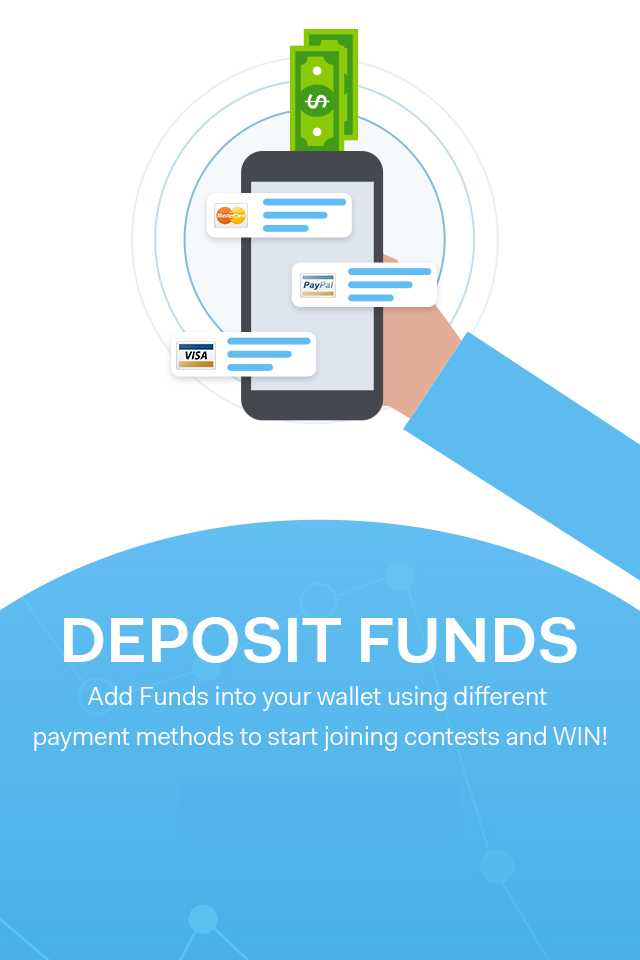 $
MasterCard
PayPal
VISA
DEPOSIT FUNDS
Add Funds into your wallet using different
payment methods to start joining contests and WIN!